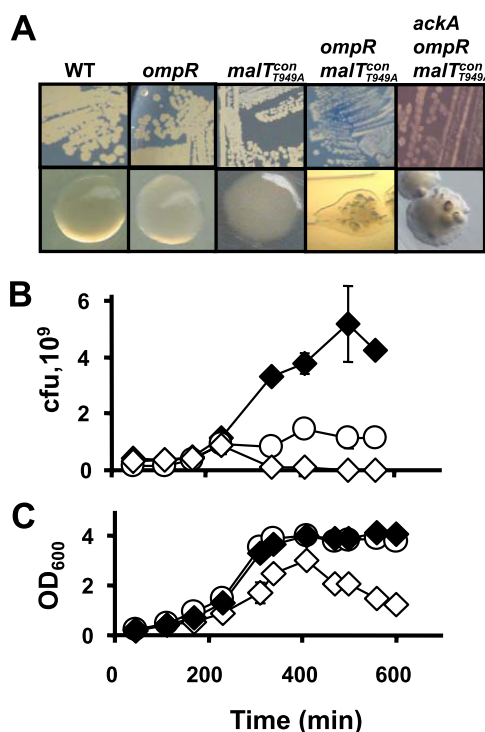 A
WT
ompR
malT^con_T949A
ompR
malT^con_T949A
ackA
ompR
malT^con_T949A
B
cfu,10^9
6
4
2
0
C
OD_600
4
2
0
0 200 400 600
Time (min)